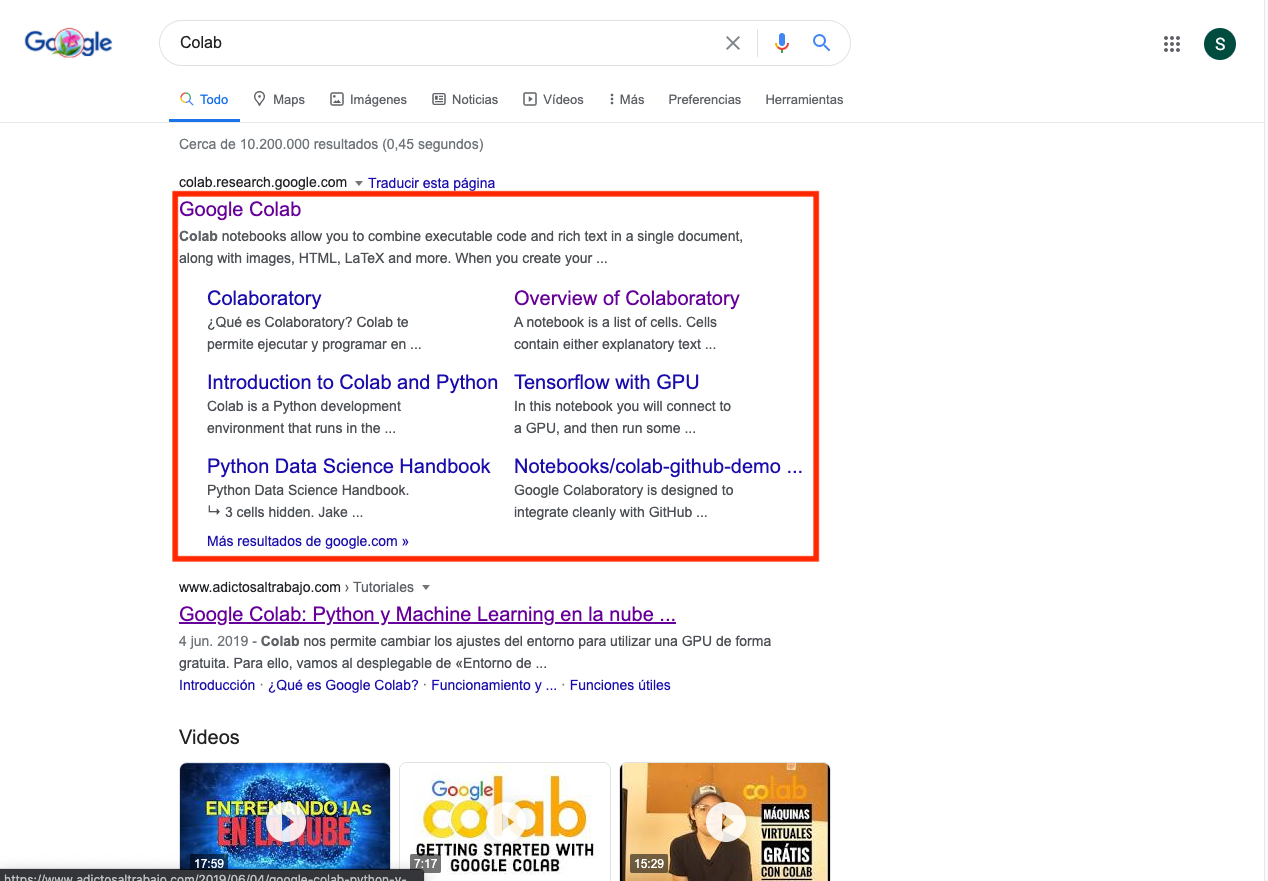 Google
Colab
S
Todo
Maps
Imágenes
Noticias
Vídeos
Más
Preferencias
Herramientas
Cerca de 10.200.000 resultados (0,45 segundos)
colab.research.google.com Traducir esta página
Google Colab
Colab notebooks allow you to combine executable code and rich text in a single document,
along with images, HTML, LaTeX and more. When you create your ...
Colaboratory
¿Qué es Colaboratory? Colab te
permite ejecutar y programar en ...
Overview of Colaboratory
A notebook is a list of cells. Cells
contain either explanatory text ...
Introduction to Colab and Python
Colab is a Python development
environment that runs in the ...
Tensorflow with GPU
In this notebook you will connect to
a GPU, and then run some ...
Python Data Science Handbook
Python Data Science Handbook.
↳ 3 cells hidden. Jake ...
Notebooks/colab-github-demo ...
Google Colaboratory is designed to
integrate cleanly with GitHub ...
Más resultados de google.com »
www.adictosaltrabajo.com › Tutoriales
Google Colab: Python y Machine Learning en la nube ...
4 jun. 2019 - Colab nos permite cambiar los ajustes del entorno para utilizar una GPU de forma
gratuita. Para ello, vamos al desplegable de «Entorno de ...
Introducción · ¿Qué es Google Colab? · Funcionamiento y ... · Funciones útiles
Videos
ENTRENANDO IAs
EN LA NUBE
17:59
Google
colab
GETTING STARTED WITH
GOOGLE COLAB
7:17
colab
MÁQUINAS
VIRTUALES
GRÁTIS
CON COLAB
15:29
https://www.adictosaltrabajo.com/2019/06/04/google-colab-python-y-